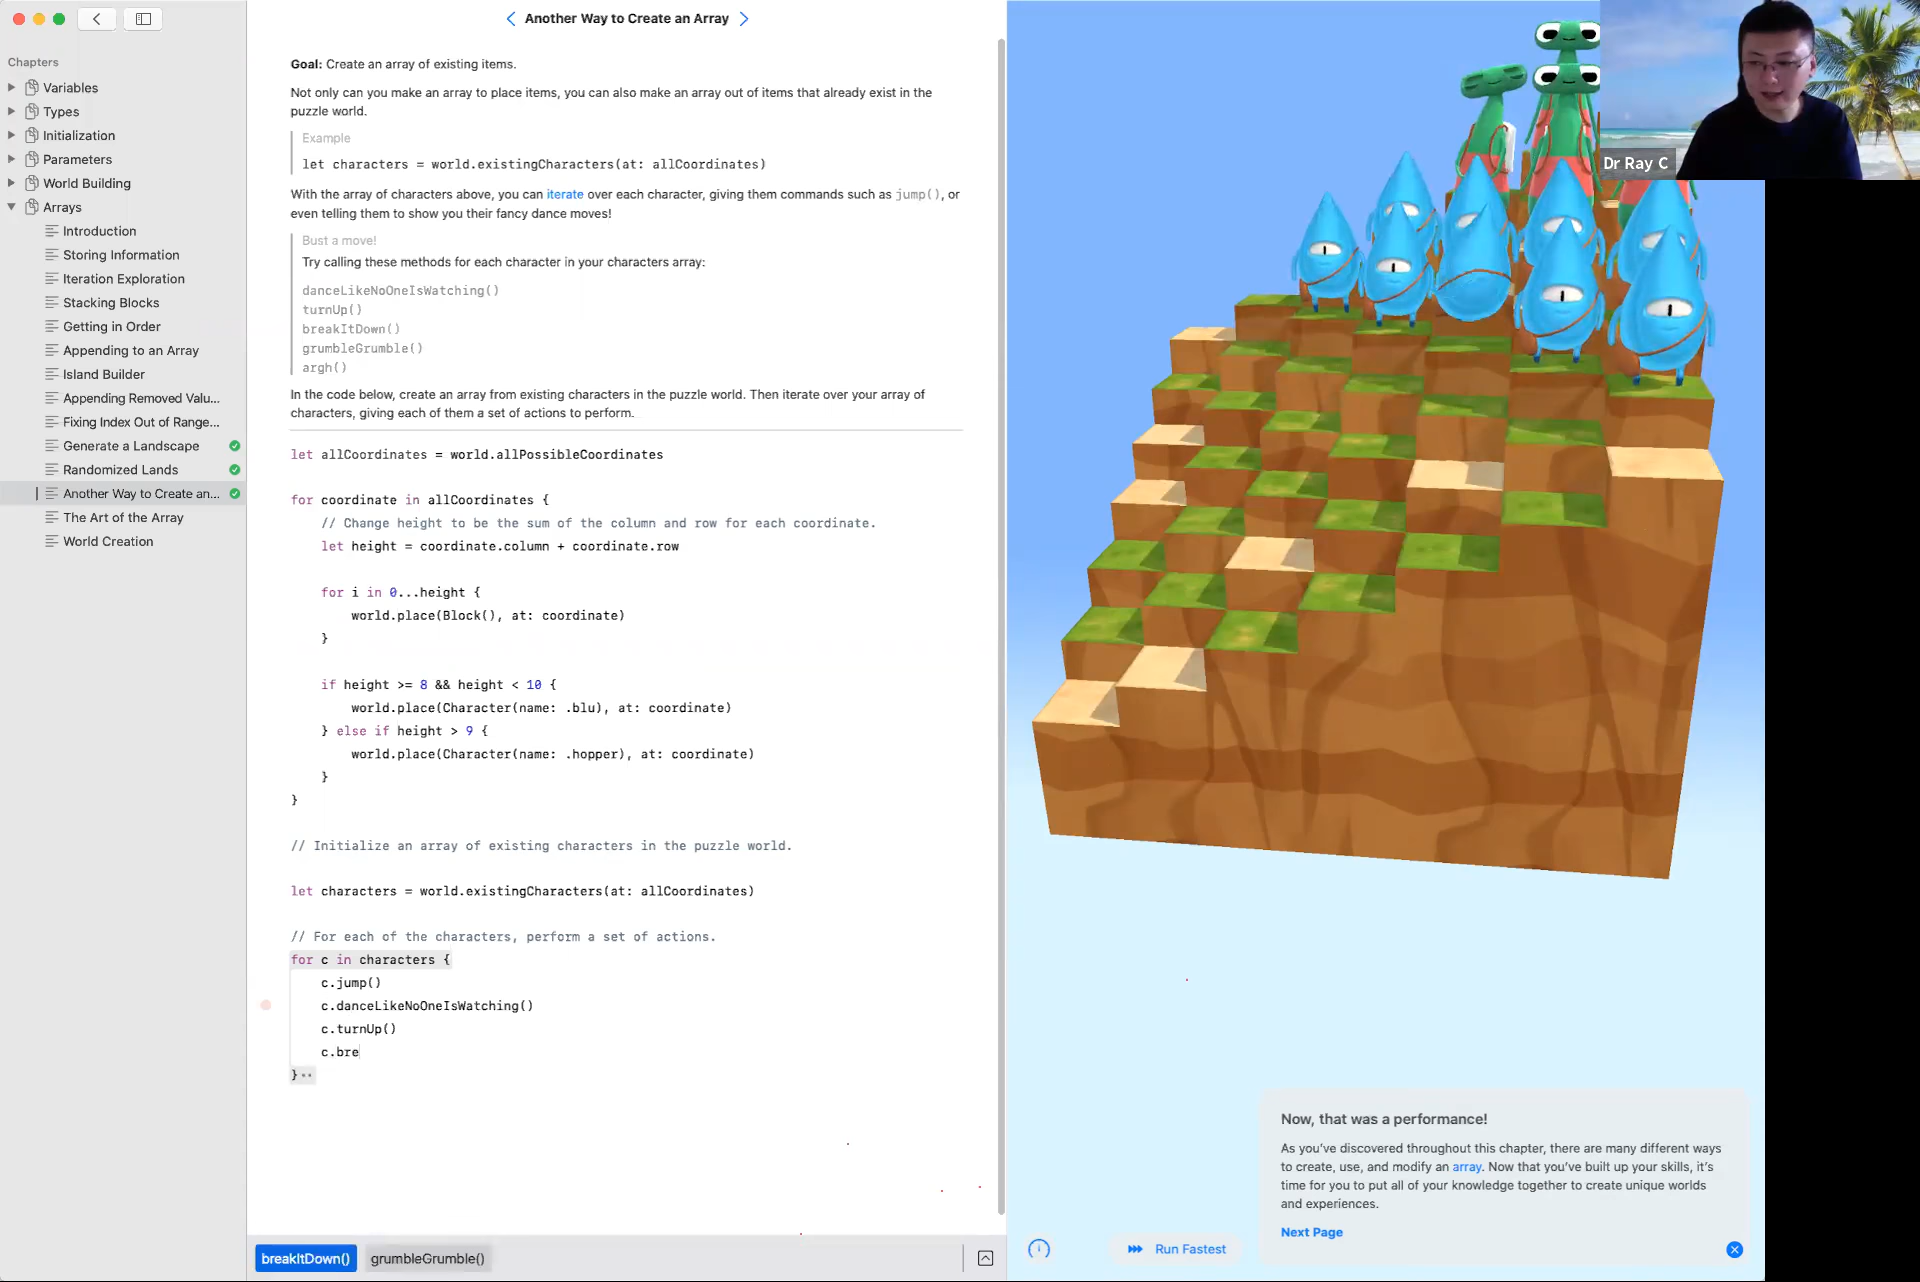 Another Way to Create an Array
Chapters
Variables
Types
Initialization
Parameters
World Building
Arrays
Introduction
Storing Information
Iteration Exploration
Stacking Blocks
Getting in Order
Appending to an Array
Island Builder
Appending Removed Valu...
Fixing Index Out of Range...
Generate a Landscape
Randomized Lands
Another Way to Create an...
The Art of the Array
World Creation
Goal: Create an array of existing items.
Not only can you make an array to place items, you can also make an array out of items that already exist in the
puzzle world.
Example
let characters = world.existingCharacters(at: allCoordinates)
With the array of characters above, you can iterate over each character, giving them commands such as jump(), or
even telling them to show you their fancy dance moves!
Bust a move!
Try calling these methods for each character in your characters array:
danceLikeNoOneIsWatching()
turnUp()
breakItDown()
grumbleGrumble()
argh()
In the code below, create an array from existing characters in the puzzle world. Then iterate over your array of
characters, giving each of them a set of actions to perform.
let allCoordinates = world.allPossibleCoordinates
for coordinate in allCoordinates {
// Change height to be the sum of the column and row for each coordinate.
let height = coordinate.column + coordinate.row
for i in 0...height {
world.place(Block(), at: coordinate)
}
if height >= 8 && height < 10 {
world.place(Character(name: .blu), at: coordinate)
} else if height > 9 {
world.place(Character(name: .hopper), at: coordinate)
}
}
// Initialize an array of existing characters in the puzzle world.
let characters = world.existingCharacters(at: allCoordinates)
// For each of the characters, perform a set of actions.
for c in characters {
c.jump()
c.danceLikeNoOneIsWatching()
c.turnUp()
c.bre
}
breakItDown() grumbleGrumble()
Dr Ray C
Run Fastest
Now, that was a performance!
As you've discovered throughout this chapter, there are many different ways
to create, use, and modify an array. Now that you've built up your skills, it's
time for you to put all of your knowledge together to create unique worlds
and experiences.
Next Page